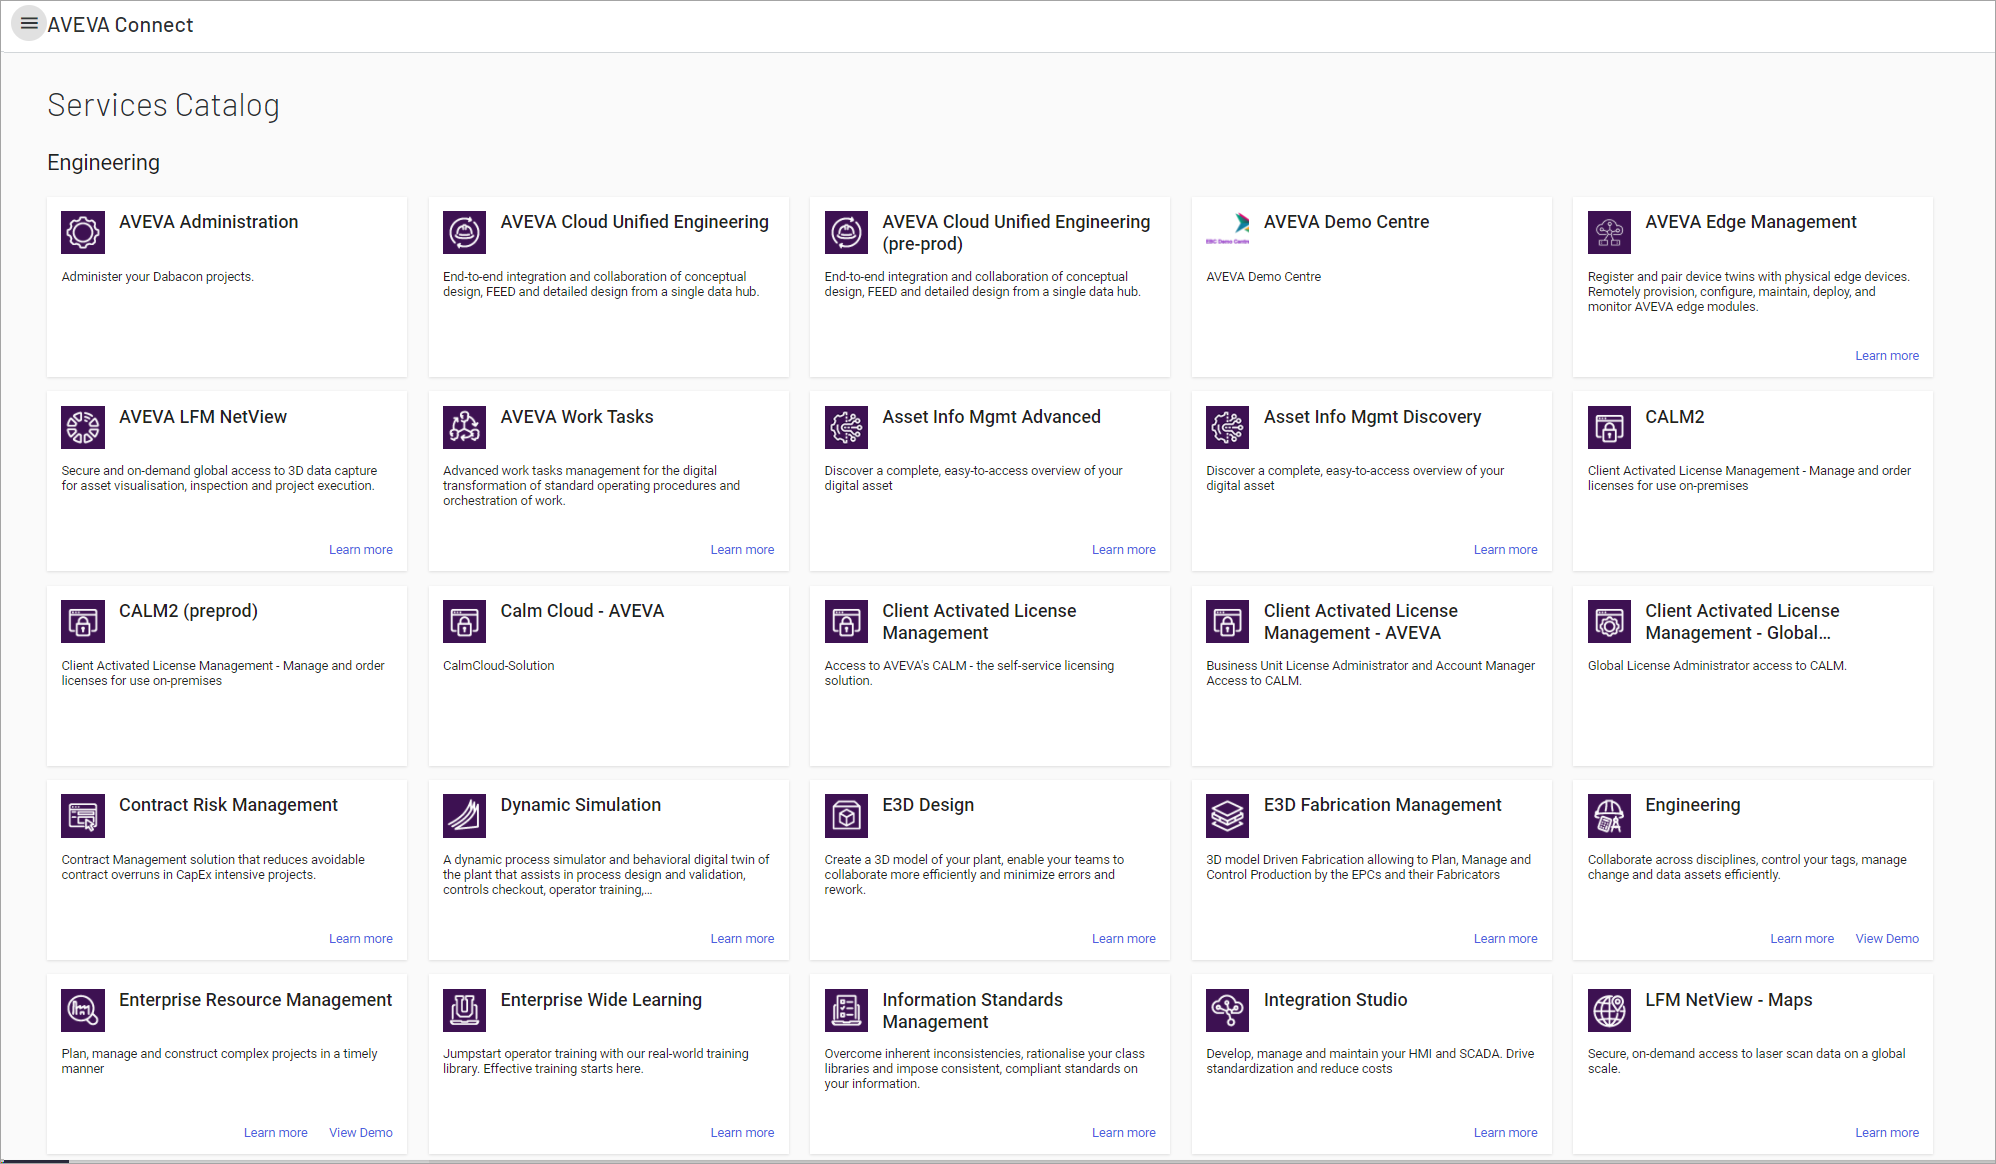 AVEVA Connect
Services Catalog
Engineering
AVEVA Administration
Administer your Dabacon projects.
AVEVA Cloud Unified Engineering
End-to-end integration and collaboration of conceptual
design, FEED and detailed design from a single data hub.
AVEVA Cloud Unified Engineering
(pre-prod)
End-to-end integration and collaboration of conceptual
design, FEED and detailed design from a single data hub.
EBIC Demo Centre
AVEVA Demo Centre
AVEVA Demo Centre
AVEVA Edge Management
Register and pair device twins with physical edge devices.
Remotely provision, configure, maintain, deploy, and
monitor AVEVA edge modules.
Learn more
AVEVA LFM NetView
Secure and on-demand global access to 3D data capture
for asset visualisation, inspection and project execution.
Learn more
AVEVA Work Tasks
Advanced work tasks management for the digital
transformation of standard operating procedures and
orchestration of work.
Learn more
Asset Info Mgmt Advanced
Discover a complete, easy-to-access overview of your
digital asset
Learn more
Asset Info Mgmt Discovery
Discover a complete, easy-to-access overview of your
digital asset
Learn more
CALM2
Client Activated License Management - Manage and order
licenses for use on-premises
CALM2 (preprod)
Client Activated License Management - Manage and order
licenses for use on-premises
Calm Cloud - AVEVA
CalmCloud-Solution
Client Activated License
Management
Access to AVEVA's CALM - the self-service licensing
solution.
Client Activated License
Management - AVEVA
Business Unit License Administrator and Account Manager
Access to CALM.
Client Activated License
Management - Global...
Global License Administrator access to CALM.
Contract Risk Management
Contract Management solution that reduces avoidable
contract overruns in CapEx intensive projects.
Learn more
Dynamic Simulation
A dynamic process simulator and behavioral digital twin of
the plant that assists in process design and validation,
controls checkout, operator training,...
Learn more
E3D Design
Create a 3D model of your plant, enable your teams to
collaborate more efficiently and minimize errors and
rework.
Learn more
E3D Fabrication Management
3D model Driven Fabrication allowing to Plan, Manage and
Control Production by the EPCs and their Fabricators
Learn more
Engineering
Collaborate across disciplines, control your tags, manage
change and data assets efficiently.
Learn more View Demo
Enterprise Resource Management
Plan, manage and construct complex projects in a timely
manner
Learn more View Demo
Enterprise Wide Learning
Jumpstart operator training with our real-world training
library. Effective training starts here.
Learn more
Information Standards
Management
Overcome inherent inconsistencies, rationalise your class
libraries and impose consistent, compliant standards on
your information.
Learn more
Integration Studio
Develop, manage and maintain your HMI and SCADA. Drive
standardization and reduce costs
Learn more
LFM NetView - Maps
Secure, on-demand access to laser scan data on a global
scale.
Learn more